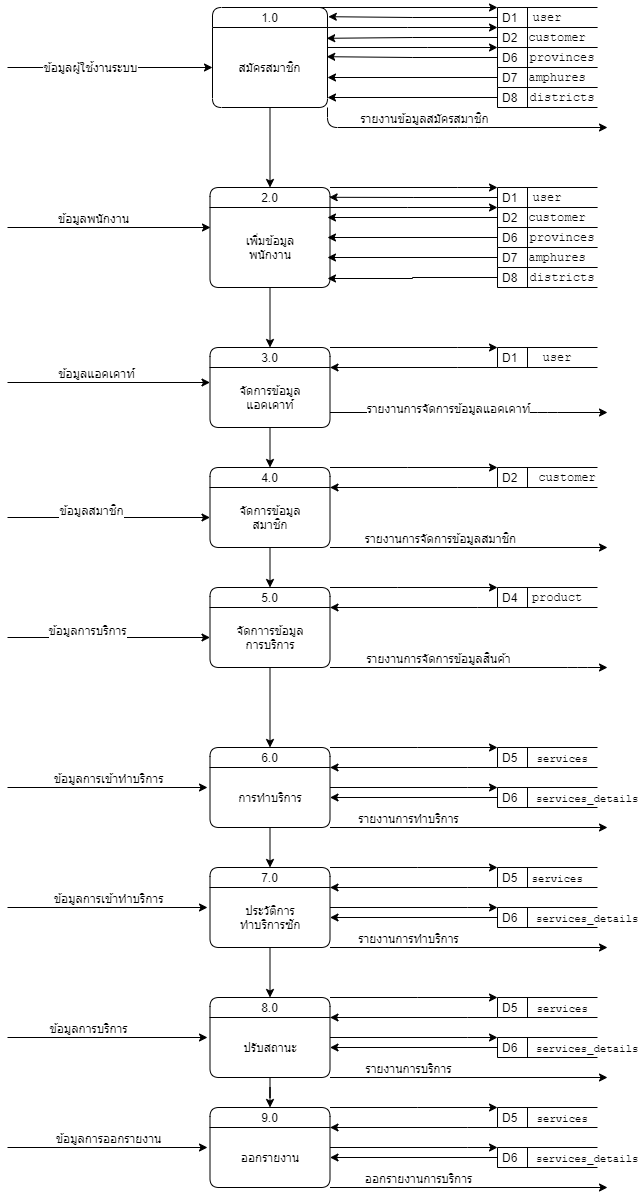 1.0
D1 user
D2 customer
ข้อมูลผู้ใช้งานระบบ
สมัครสมาชิก
D6 provinces
D7 amphures
D8 districts
รายงานข้อมูลสมัครสมาชิก
2.0
D1 user
ข้อมูลพนักงาน
D2 customer
เพิ่มข้อมูล
พนักงาน
D6 provinces
D7 amphures
D8 districts
3.0
D1 user
ข้อมูลแอคเคาท์
จัดการข้อมูล
แอคเคาท์
รายงานการจัดการข้อมูลแอคเคาท์
4.0
D2 customer
ข้อมูลสมาชิก
จัดการข้อมูล
สมาชิก
รายงานการจัดการข้อมูลสมาชิก
5.0
D4 product
ข้อมูลการบริการ
จัดกาารข้อมูล
การบริการ
รายงานการจัดการข้อมูลสินค้า
6.0
D5 services
ข้อมูลการเข้าทำบริการ
การทำบริการ
D6 services_details
รายงานการทำบริการ
7.0
D5 services
ข้อมูลการเข้าทำบริการ
ประวัติการ
ทำบริการซัก
D6 services_details
รายงานการทำบริการ
8.0
D5 services
ข้อมูลการบริการ
ปรับสถานะ
D6 services_details
รายงานการบริการ
9.0
D5 services
ข้อมูลการออกรายงาน
ออกรายงาน
D6 services_details
ออกรายงานการบริการ